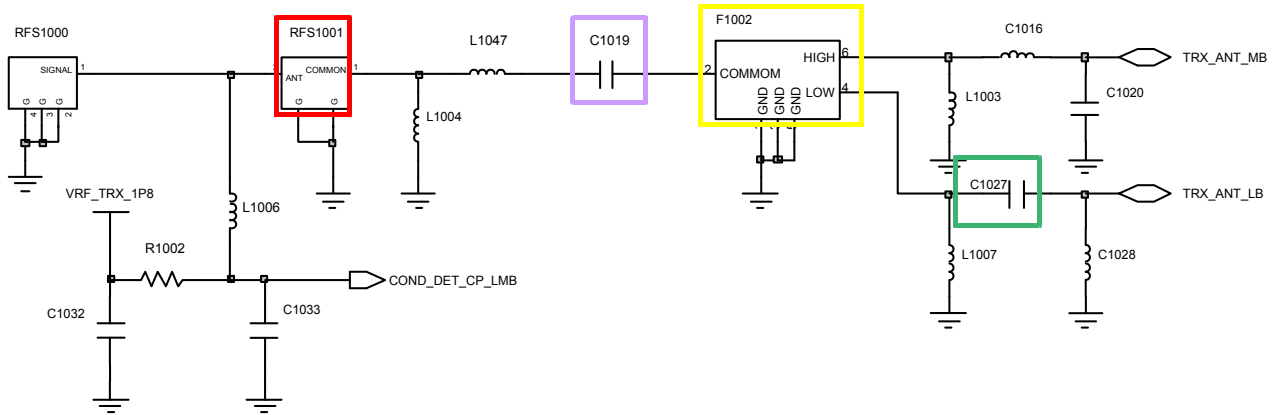 RFS1000
SIGNAL
1
G
G
G
4
3
2
RFS1001
ANT
COMMON
1
G
G
L1047
L1004
C1019
F1002
2
COMMOM
HIGH
6
LOW
4
GND
GND
GND
C1016
TRX_ANT_MB
L1003
C1020
C1027
TRX_ANT_LB
L1007
C1028
VRF_TRX_1P8
L1006
R1002
COND_DET_CP_LMB
C1032
C1033